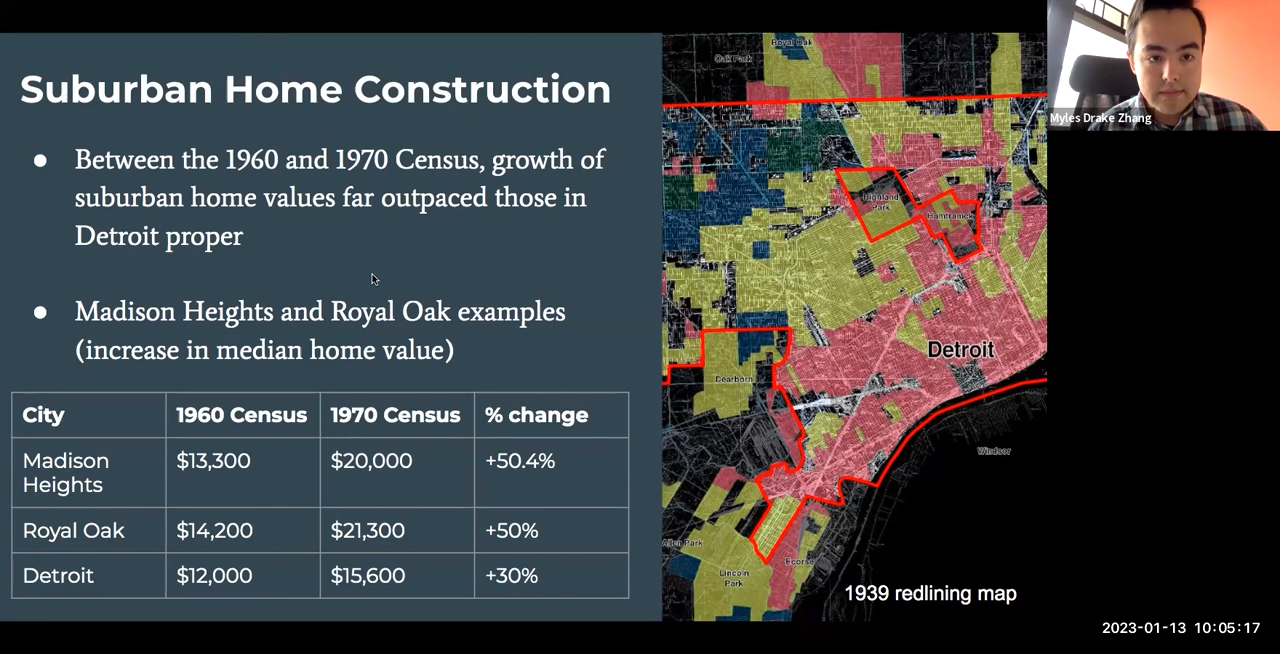 Suburban Home Construction
● Between the 1960 and 1970 Census, growth of
suburban home values far outpaced those in
Detroit proper
● Madison Heights and Royal Oak examples
(increase in median home value)
City 1960 Census 1970 Census % change
Madison Heights $13,300 $20,000 +50.4%
Royal Oak $14,200 $21,300 +50%
Detroit $12,000 $15,600 +30%
Royal Oak
Oak Park
Highland
Park
Hamtramck
Detroit
Dearborn
Windsor
Allen Park
Ecorse
Lincoln
Park
1939 redlining map
Myles Drake Zhang
2023-01-13 10:05:17